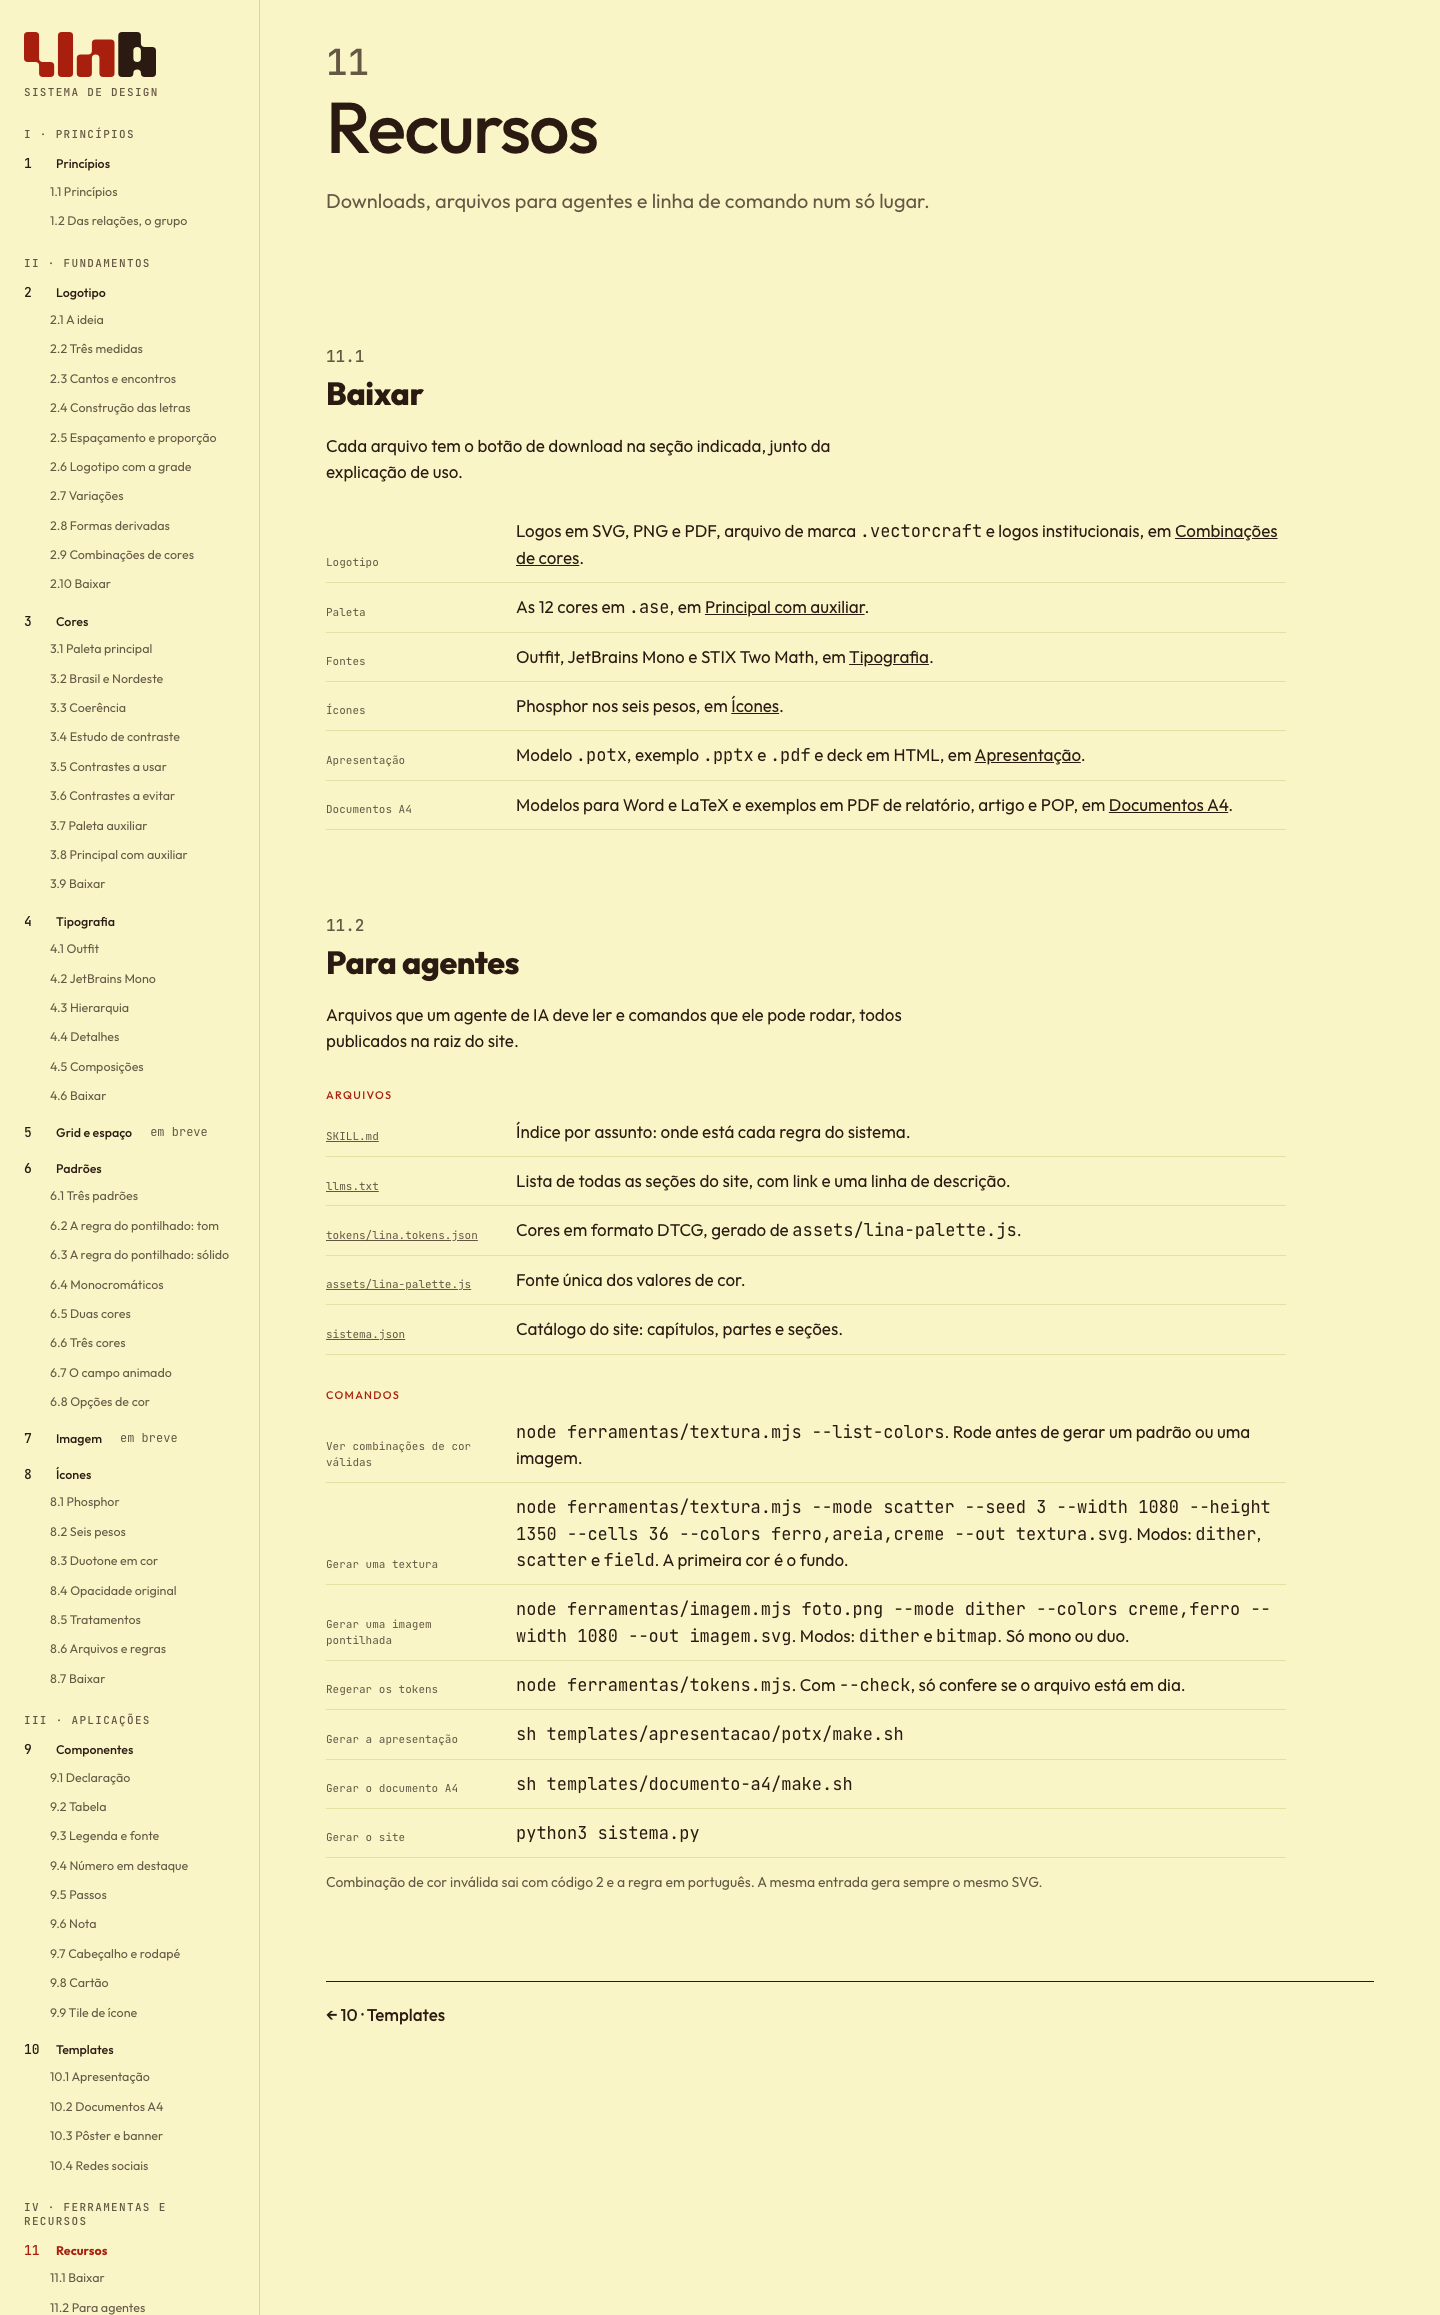 lina
SISTEMA DE DESIGN
I · PRINCÍPIOS
1 Princípios
1.1 Princípios
1.2 Das relações, o grupo
II · FUNDAMENTOS
2 Logotipo
2.1 A ideia
2.2 Três medidas
2.3 Cantos e encontros
2.4 Construção das letras
2.5 Espaçamento e proporção
2.6 Logotipo com a grade
2.7 Variações
2.8 Formas derivadas
2.9 Combinações de cores
2.10 Baixar
3 Cores
3.1 Paleta principal
3.2 Brasil e Nordeste
3.3 Coerência
3.4 Estudo de contraste
3.5 Contrastes a usar
3.6 Contrastes a evitar
3.7 Paleta auxiliar
3.8 Principal com auxiliar
3.9 Baixar
4 Tipografia
4.1 Outfit
4.2 JetBrains Mono
4.3 Hierarquia
4.4 Detalhes
4.5 Composições
4.6 Baixar
5 Grid e espaço em breve
6 Padrões
6.1 Três padrões
6.2 A regra do pontilhado: tom
6.3 A regra do pontilhado: sólido
6.4 Monocromáticos
6.5 Duas cores
6.6 Três cores
6.7 O campo animado
6.8 Opções de cor
7 Imagem em breve
8 Ícones
8.1 Phosphor
8.2 Seis pesos
8.3 Duotone em cor
8.4 Opacidade original
8.5 Tratamentos
8.6 Arquivos e regras
8.7 Baixar
III · APLICAÇÕES
9 Componentes
9.1 Declaração
9.2 Tabela
9.3 Legenda e fonte
9.4 Número em destaque
9.5 Passos
9.6 Nota
9.7 Cabeçalho e rodapé
9.8 Cartão
9.9 Tile de ícone
10 Templates
10.1 Apresentação
10.2 Documentos A4
10.3 Pôster e banner
10.4 Redes sociais
IV · FERRAMENTAS E
RECURSOS
11 Recursos
11.1 Baixar
11.2 Para agentes
11
Recursos
Downloads, arquivos para agentes e linha de comando num só lugar.
11.1
Baixar
Cada arquivo tem o botão de download na seção indicada, junto da
explicação de uso.
Logotipo
Logos em SVG, PNG e PDF, arquivo de marca .vectorcraft e logos institucionais, em Combinações
de cores.
Paleta
As 12 cores em .ase, em Principal com auxiliar.
Fontes
Outfit, JetBrains Mono e STIX Two Math, em Tipografia.
Ícones
Phosphor nos seis pesos, em Ícones.
Apresentação
Modelo .potx, exemplo .pptx e .pdf e deck em HTML, em Apresentação.
Documentos A4
Modelos para Word e LaTeX e exemplos em PDF de relatório, artigo e POP, em Documentos A4.
11.2
Para agentes
Arquivos que um agente de IA deve ler e comandos que ele pode rodar, todos
publicados na raiz do site.
ARQUIVOS
SKILL.md
Índice por assunto: onde está cada regra do sistema.
llms.txt
Lista de todas as seções do site, com link e uma linha de descrição.
tokens/lina.tokens.json
Cores em formato DTCG, gerado de assets/lina-palette.js.
assets/lina-palette.js
Fonte única dos valores de cor.
sistema.json
Catálogo do site: capítulos, partes e seções.
COMANDOS
Ver combinações de cor
válidas
node ferramentas/textura.mjs --list-colors. Rode antes de gerar um padrão ou uma
imagem.
Gerar uma textura
node ferramentas/textura.mjs --mode scatter --seed 3 --width 1080 --height
1350 --cells 36 --colors ferro,areia,creme --out textura.svg. Modos: dither,
scatter e field. A primeira cor é o fundo.
Gerar uma imagem
pontilhada
node ferramentas/imagem.mjs foto.png --mode dither --colors creme,ferro --
width 1080 --out imagem.svg. Modos: dither e bitmap. Só mono ou duo.
Regerar os tokens
node ferramentas/tokens.mjs. Com --check, só confere se o arquivo está em dia.
Gerar a apresentação
sh templates/apresentacao/potx/make.sh
Gerar o documento A4
sh templates/documento-a4/make.sh
Gerar o site
python3 sistema.py
Combinação de cor inválida sai com código 2 e a regra em português. A mesma entrada gera sempre o mesmo SVG.
← 10 · Templates